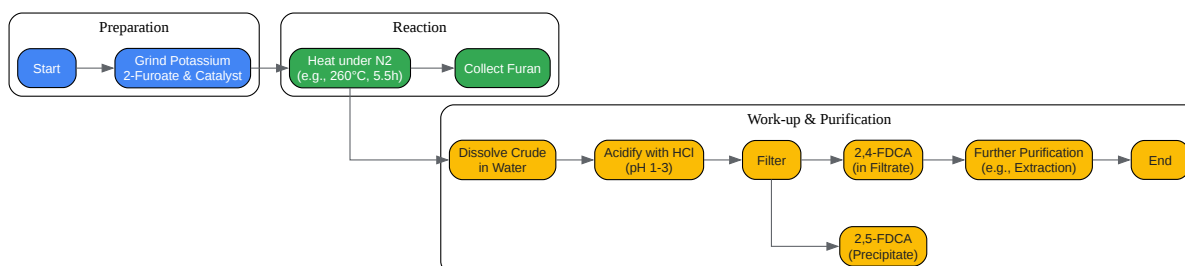 Preparation
Reaction
Start
Grind Potassium
2-Furoate & Catalyst
Heat under N2
(e.g., 260°C, 5.5h)
Collect Furan
Work-up & Purification
Dissolve Crude
in Water
Acidify with HCl
(pH 1-3)
Filter
2,4-FDCA
(in Filtrate)
Further Purification
(e.g., Extraction)
End
2,5-FDCA
(Precipitate)